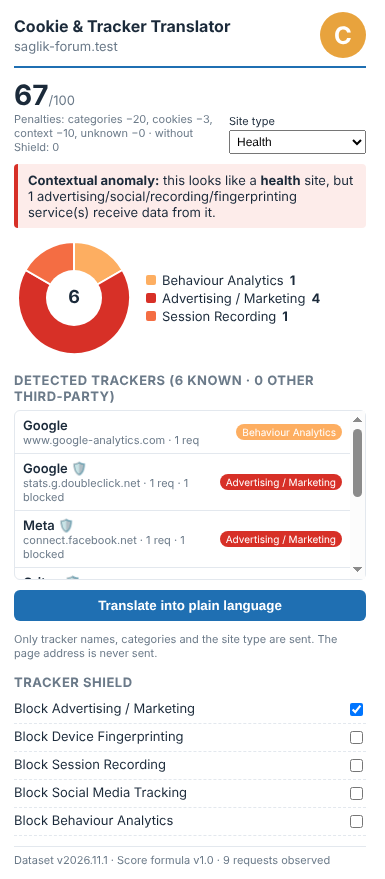 Cookie & Tracker Translator
saglik-forum.test
C
67/100
Penalties: categories −20, cookies −3,
context −10, unknown −0 · without
Shield: 0
Site type
Health
Contextual anomaly: this looks like a health site, but
1 advertising/social/recording/fingerprinting
service(s) receive data from it.
6
Behaviour Analytics 1
Advertising / Marketing 4
Session Recording 1
DETECTED TRACKERS (6 KNOWN · 0 OTHER
THIRD-PARTY)
Google
www.google-analytics.com · 1 req
Behaviour Analytics
Google 🛡️
stats.g.doubleclick.net · 1 req · 1
blocked
Advertising / Marketing
Meta 🛡️
connect.facebook.net · 1 req · 1
blocked
Advertising / Marketing
Translate into plain language
Only tracker names, categories and the site type are sent. The
page address is never sent.
TRACKER SHIELD
Block Advertising / Marketing
Block Device Fingerprinting
Block Session Recording
Block Social Media Tracking
Block Behaviour Analytics
Dataset v2026.11.1 · Score formula v1.0 · 9 requests observed